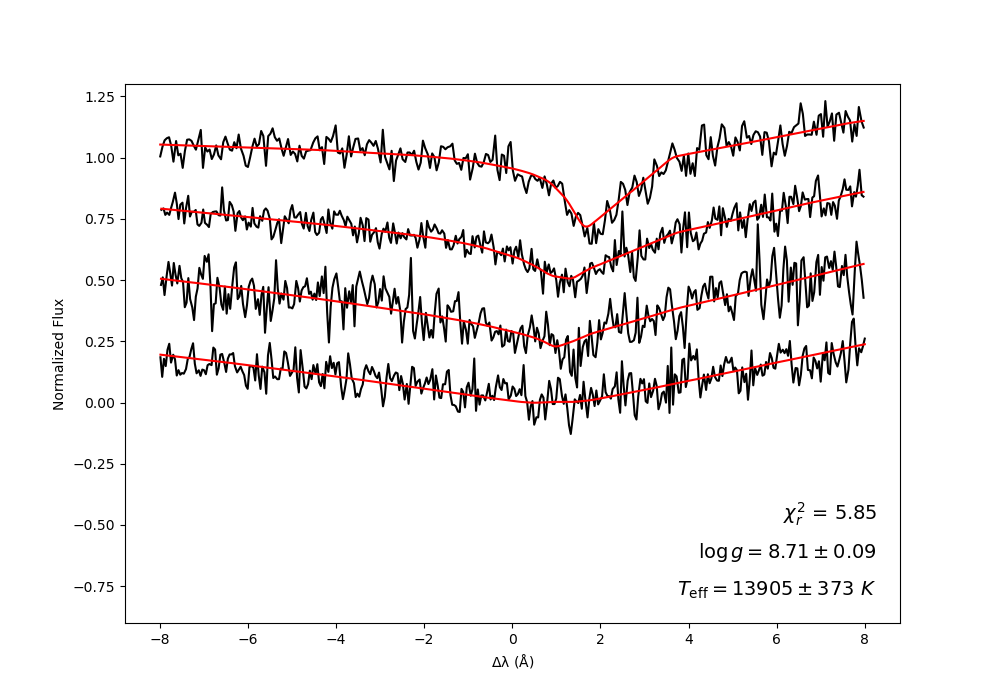 1.25
1.00
0.75
0.50
0.25
0.00
−0.25
−0.50
−0.75
Normalized Flux
χ²ᵣ = 5.85
log g = 8.71 ± 0.09
T_eff = 13905 ± 373 K
−8 −6 −4 −2 0 2 4 6 8
Δλ (Å)